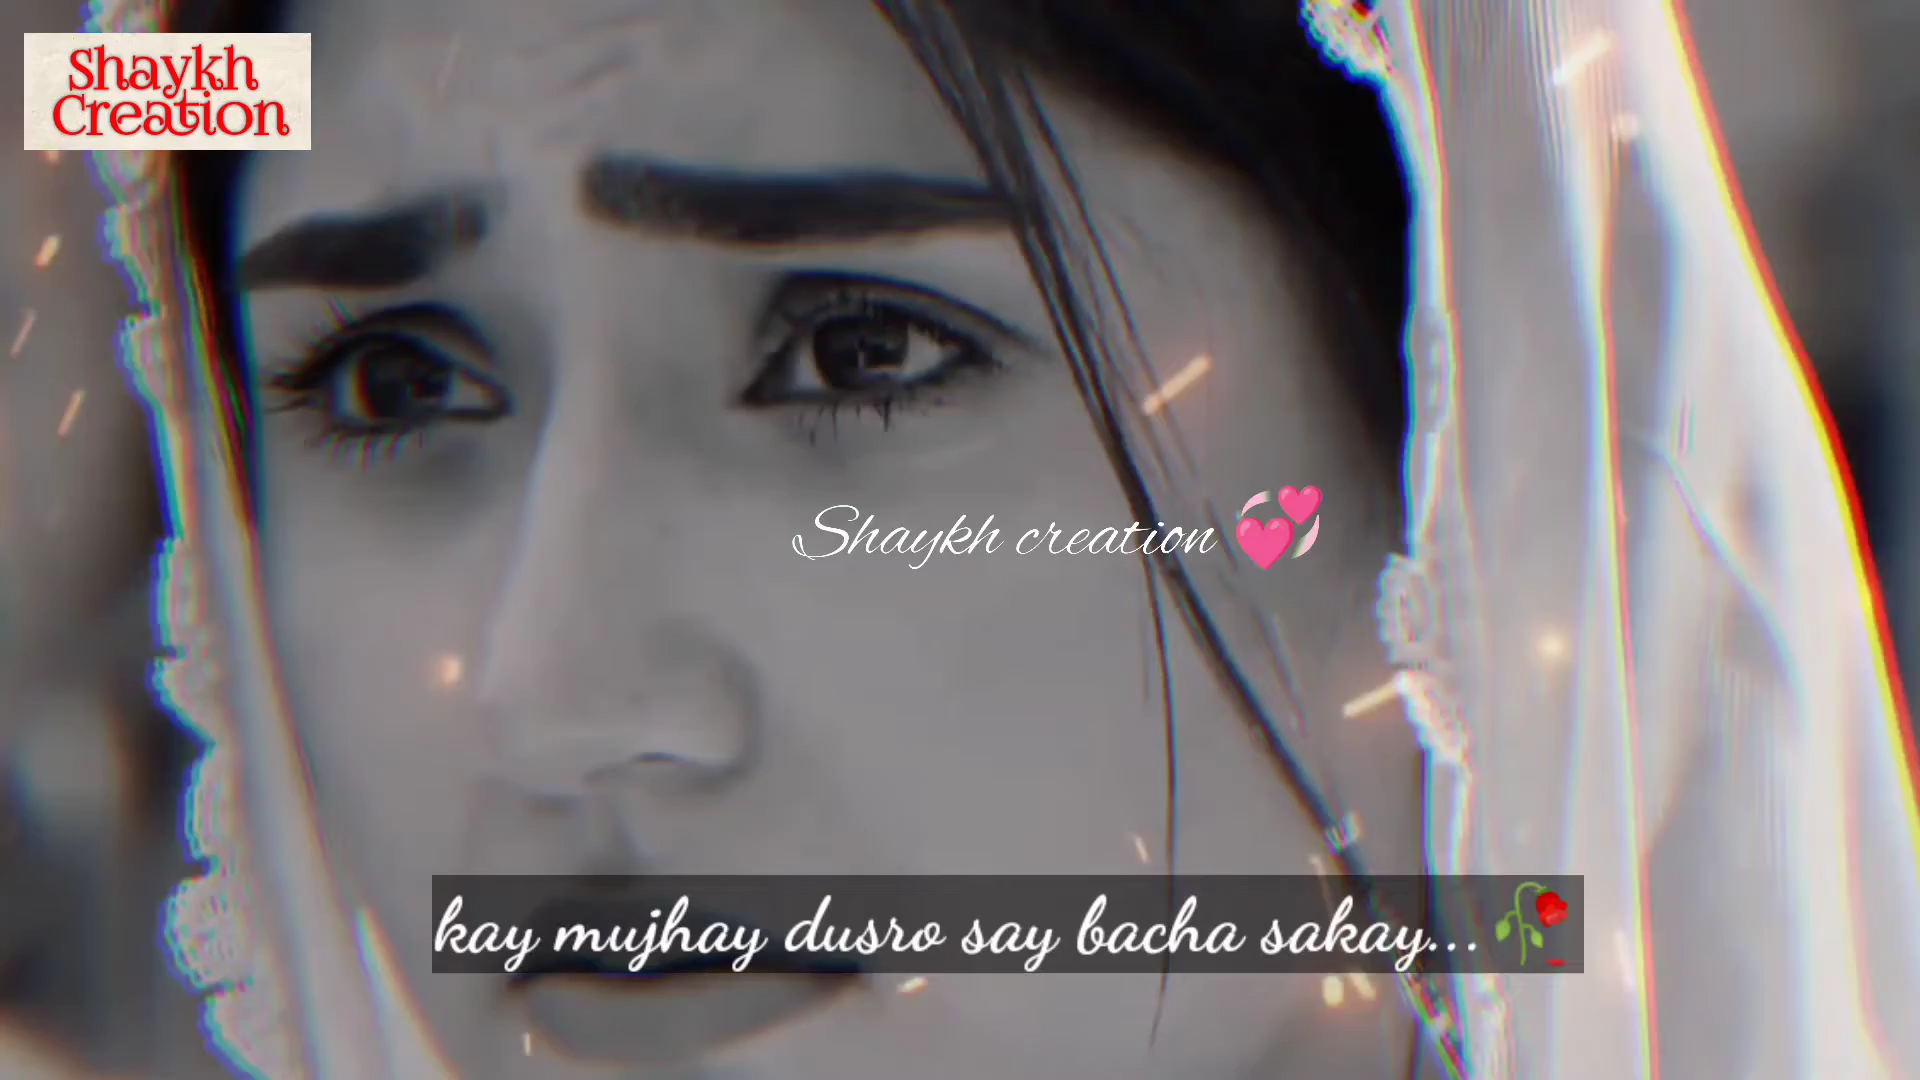 Shaykh
Creation
Shaykh creation 💞
kay mujhay dusro say bacha sakay...🥀